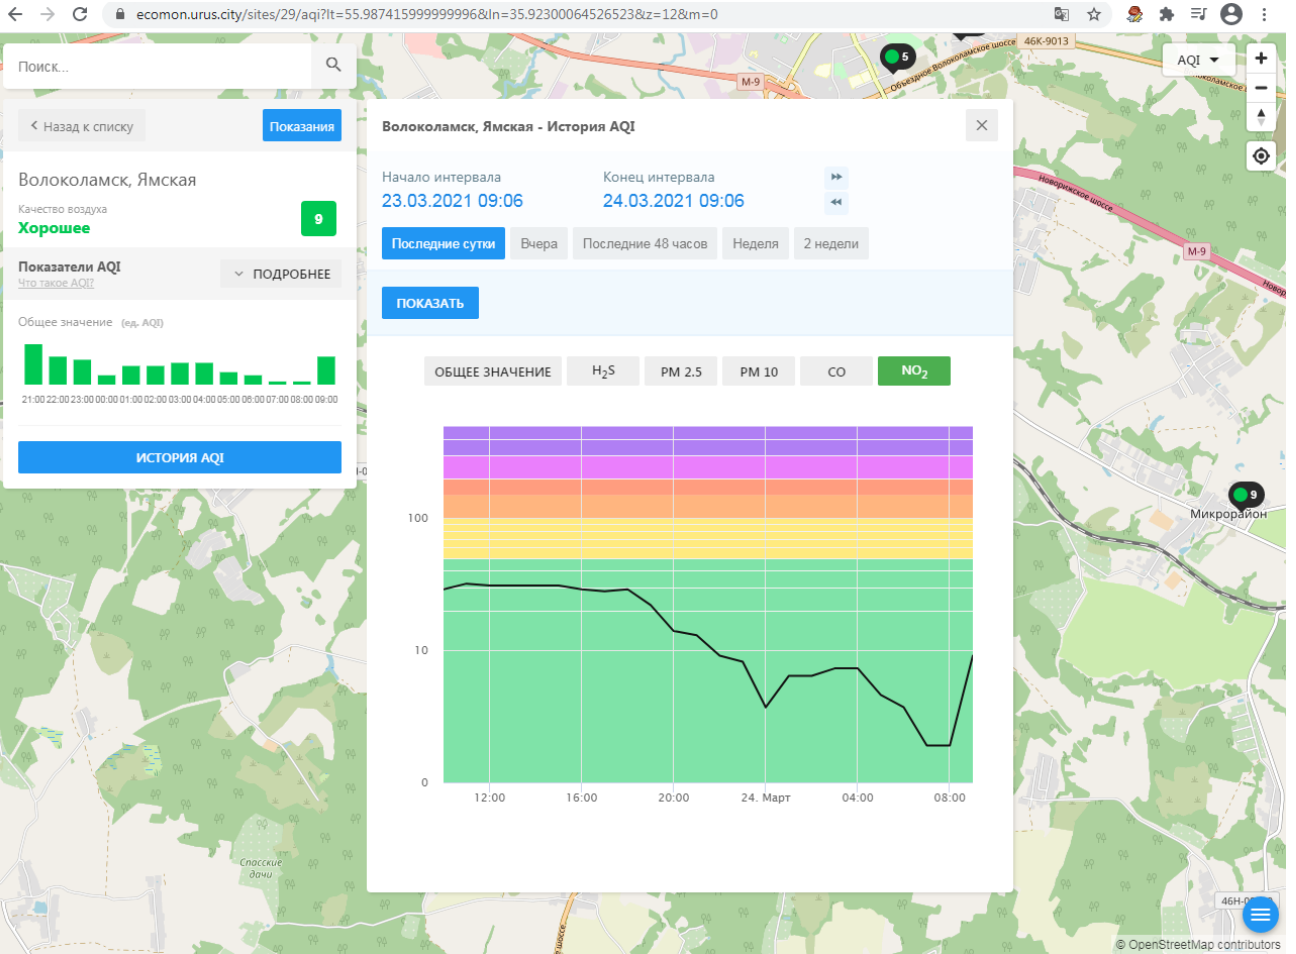 ecomon.urus.city/sites/29/aqi?lt=55.987415999999996&ln=35.92300064526523&z=12&m=0
Поиск...
46К-9013
5
Объездное Волоколамское шоссе
М-9
AQI
Назад к списку
Показания
Волоколамск, Ямская - История AQI
Волоколамск, Ямская
Качество воздуха
Хорошее
9
Начало интервала
Конец интервала
23.03.2021 09:06
24.03.2021 09:06
Новорижское шоссе
Последние сутки
Вчера
Последние 48 часов
Неделя
2 недели
М-9
Показатели AQI
Что такое AQI?
ПОДРОБНЕЕ
ПОКАЗАТЬ
Общее значение (ед. AQI)
21:00 22:00 23:00 00:00 01:00 02:00 03:00 04:00 05:00 06:00 07:00 08:00 09:00
ОБЩЕЕ ЗНАЧЕНИЕ
H2S
PM 2.5
PM 10
CO
NO2
ИСТОРИЯ AQI
9
Микрорайон
100
10
0
12:00
16:00
20:00
24. Март
04:00
08:00
Спасские
дачи
© OpenStreetMap contributors